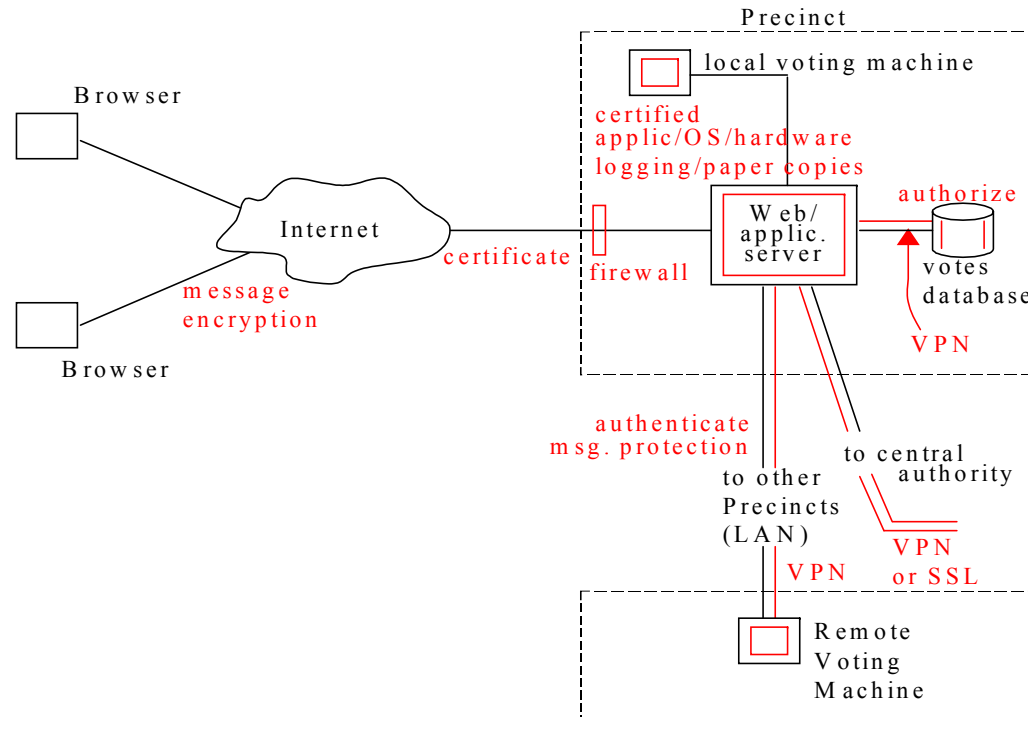 Precinct
local voting machine
Browser
certified
applic/OS/hardware
logging/paper copies
authorize
Web/
applic.
server
Internet
certificate
firewall
votes
database
message
encryption
VPN
Browser
authenticate
msg. protection
to central
authority
to other
Precincts
(LAN)
VPN
or SSL
VPN
Remote
Voting
Machine